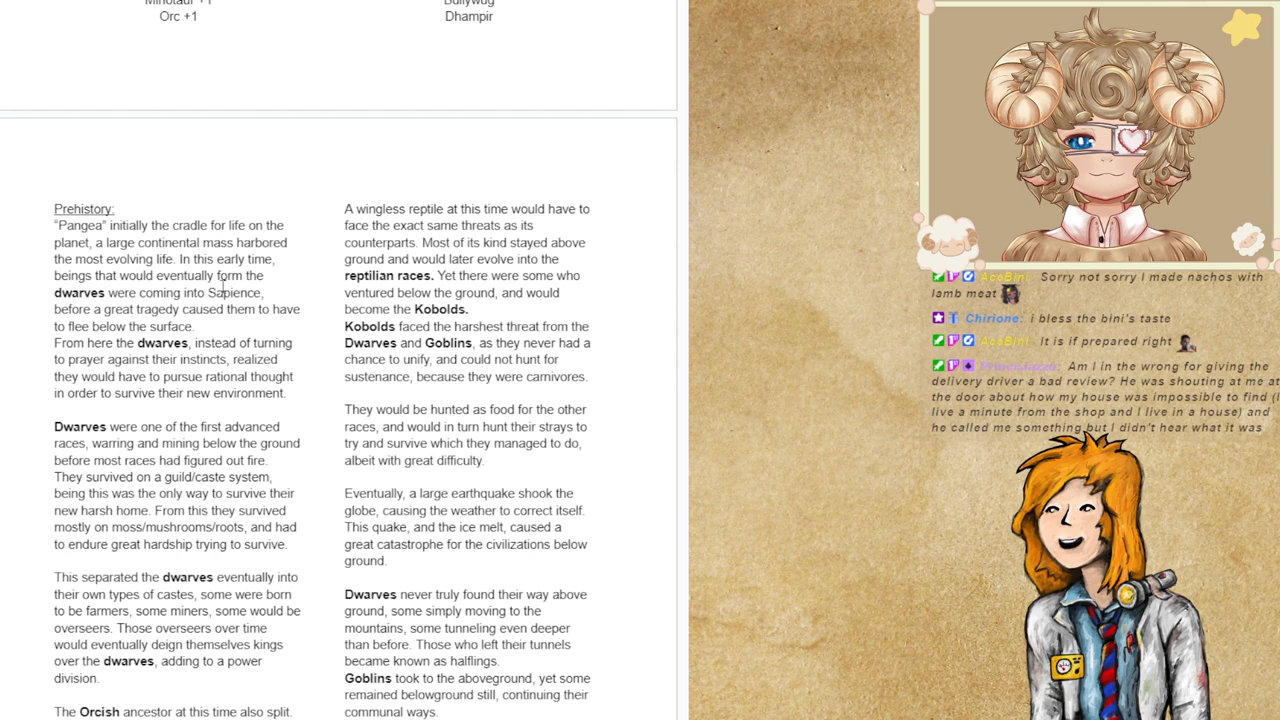 Minotaur +1
Orc +1
Bullywug
Dhampir
Prehistory:
"Pangea" initially the cradle for life on the
planet, a large continental mass harbored
the most evolving life. In this early time,
beings that would eventually form the
dwarves were coming into Sapience,
before a great tragedy caused them to have
to flee below the surface.
From here the dwarves, instead of turning
to prayer against their instincts, realized
they would have to pursue rational thought
in order to survive their new environment.
Dwarves were one of the first advanced
races, warring and mining below the ground
before most races had figured out fire.
They survived on a guild/caste system,
being this was the only way to survive their
new harsh home. From this they survived
mostly on moss/mushrooms/roots, and had
to endure great hardship trying to survive.
This separated the dwarves eventually into
their own types of castes, some were born
to be farmers, some miners, some would be
overseers. Those overseers over time
would eventually deign themselves kings
over the dwarves, adding to a power
division.
The Orcish ancestor at this time also split.
A wingless reptile at this time would have to
face the exact same threats as its
counterparts. Most of its kind stayed above
ground and would later evolve into the
reptilian races. Yet there were some who
ventured below the ground, and would
become the Kobolds.
Kobolds faced the harshest threat from the
Dwarves and Goblins, as they never had a
chance to unify, and could not hunt for
sustenance, because they were carnivores.
They would be hunted as food for the other
races, and would in turn hunt their strays to
try and survive which they managed to do,
albeit with great difficulty.
Eventually, a large earthquake shook the
globe, causing the weather to correct itself.
This quake, and the ice melt, caused a
great catastrophe for the civilizations below
ground.
Dwarves never truly found their way above
ground, some simply moving to the
mountains, some tunneling even deeper
than before. Those who left their tunnels
became known as halflings.
Goblins took to the aboveground, yet some
remained belowground still, continuing their
communal ways.
AceBini: Sorry not sorry I made nachos with
lamb meat
Chirione: i bless the bini's taste
AceBini: It is if prepared right
Am I in the wrong for giving the
delivery driver a bad review? He was shouting at me at
the door about how my house was impossible to find (I
live a minute from the shop and I live in a house) and
he called me something but I didn't hear what it was